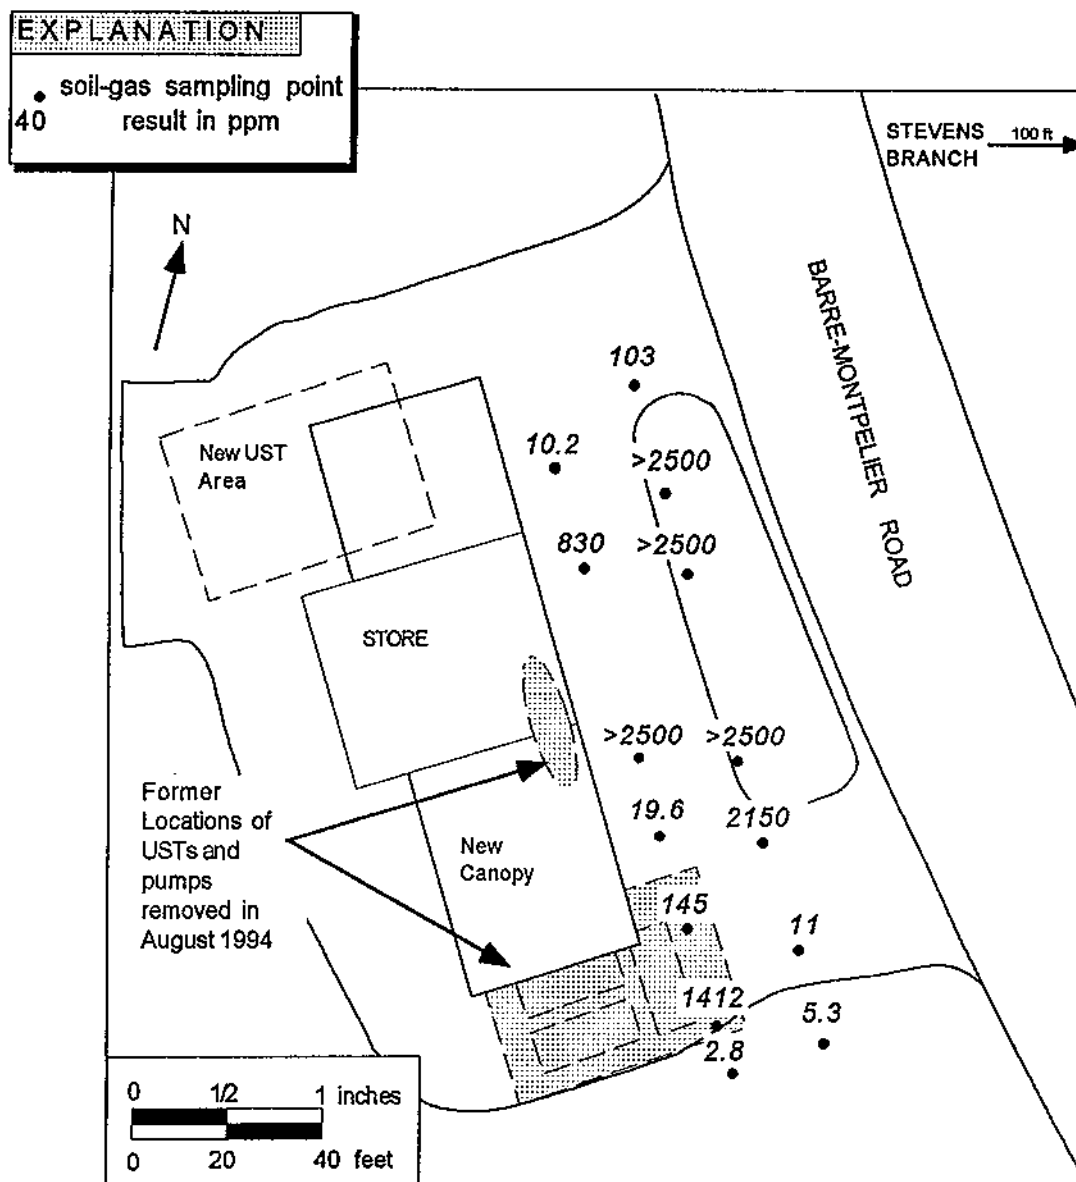 EXPLANATION
soil-gas sampling point
40 result in ppm
STEVENS
BRANCH
100 ft
N
BARRE-MONTPELIER ROAD
103
10.2
>2500
New UST
Area
830
>2500
STORE
>2500
>2500
Former
Locations of
USTs and
pumps
removed in
August 1994
19.6
2150
New
Canopy
145
11
1412
5.3
2.8
0 1/2 1 inches
0 20 40 feet